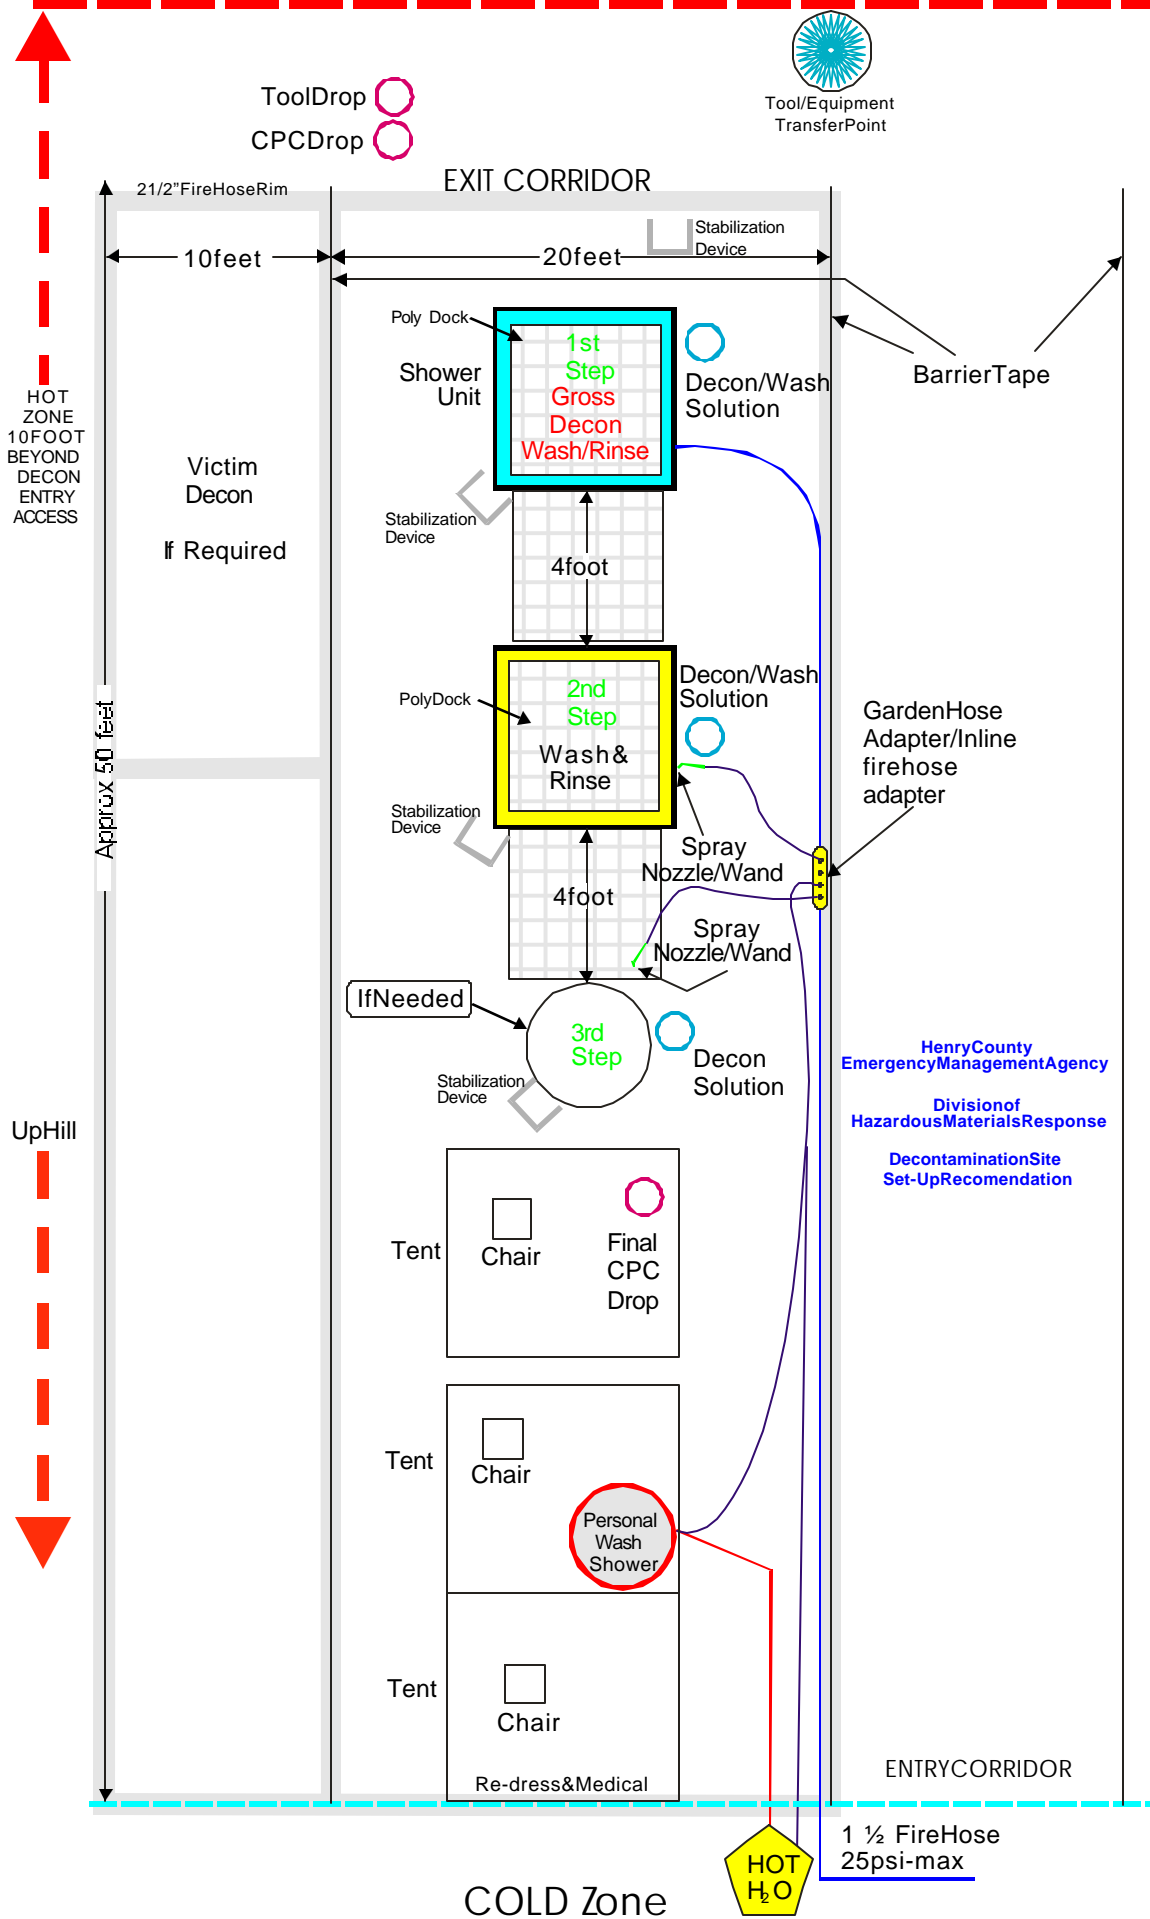 ToolDrop
CPCDrop
Tool/Equipment
TransferPoint
EXIT CORRIDOR
21/2”FireHoseRim
Stabilization
Device
10feet
20feet
Poly Dock
1st
Step
Gross
Decon
Wash/Rinse
Shower
Unit
Decon/Wash
Solution
BarrierTape
HOT
ZONE
10FOOT
BEYOND
DECON
ENTRY
ACCESS
Victim
Decon
If Required
Stabilization
Device
4foot
PolyDock
2nd
Step
Wash&
Rinse
Decon/Wash
Solution
GardenHose
Adapter/Inline
firehose
adapter
Approx 50 feet
Stabilization
Device
Spray
Nozzle/Wand
4foot
Spray
Nozzle/Wand
IfNeeded
3rd
Step
Decon
Solution
Stabilization
Device
HenryCounty
EmergencyManagementAgency
Divisionof
HazardousMaterialsResponse
DecontaminationSite
Set-UpRecomendation
UpHill
Tent
Chair
Final
CPC
Drop
Tent
Chair
Personal
Wash
Shower
Tent
Chair
Re-dress&Medical
ENTRYCORRIDOR
1 ½ FireHose
25psi-max
HOT
H2O
COLD Zone